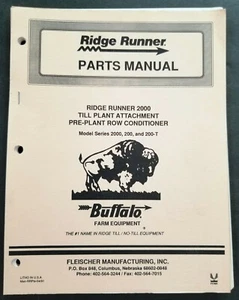 Ridge Runner
PARTS MANUAL
RIDGE RUNNER 2000
TILL PLANT ATTACHMENT
PRE-PLANT ROW CONDITIONER
Model Series 2000, 200, and 200-T
Buffalo
FARM EQUIPMENT
THE #1 NAME IN RIDGE TILL / NO-TILL EQUIPMENT
FLEISCHER MANUFACTURING, INC.
P.O. Box 848, Columbus, Nebraska 68602-0848
Phone: 402-564-3244 / Fax: 402-564-7015